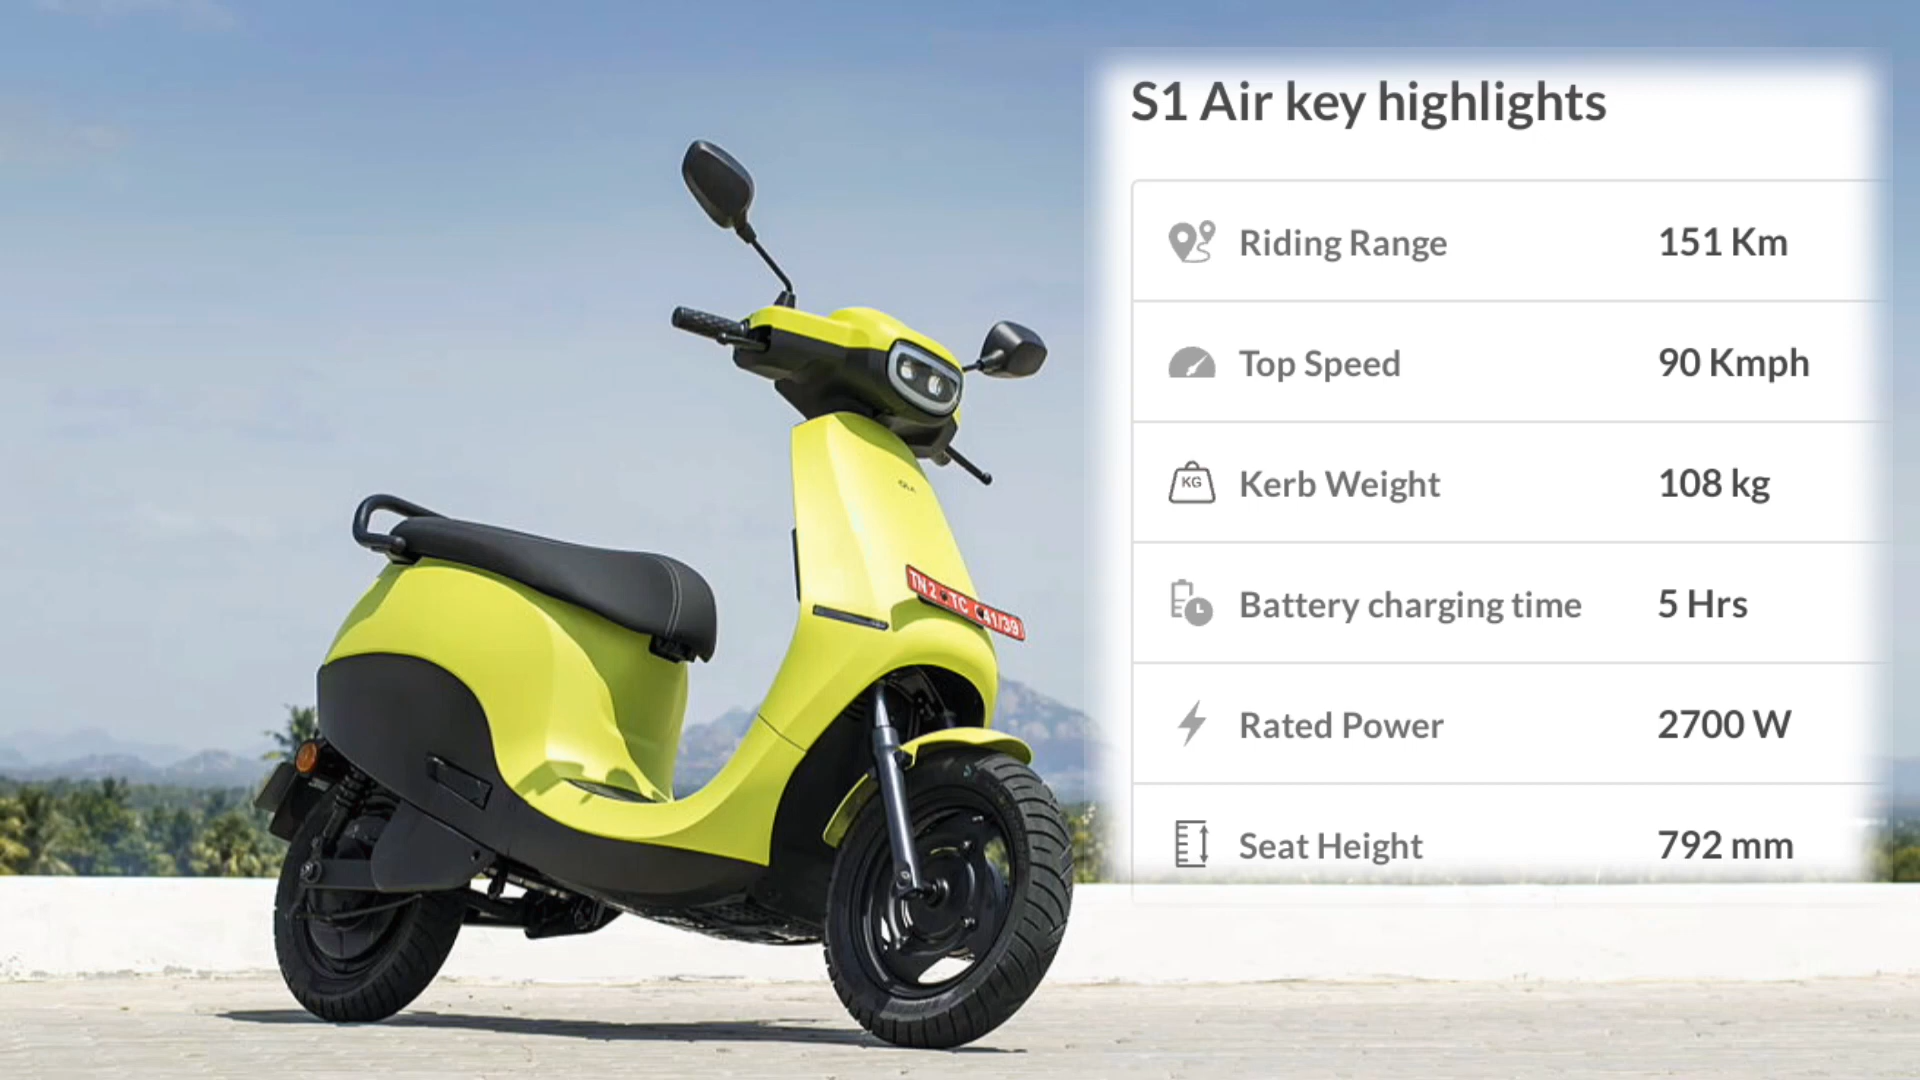 S1 Air key highlights
Riding Range 151 Km
Top Speed 90 Kmph
KG Kerb Weight 108 kg
Battery charging time 5 Hrs
Rated Power 2700 W
Seat Height 792 mm